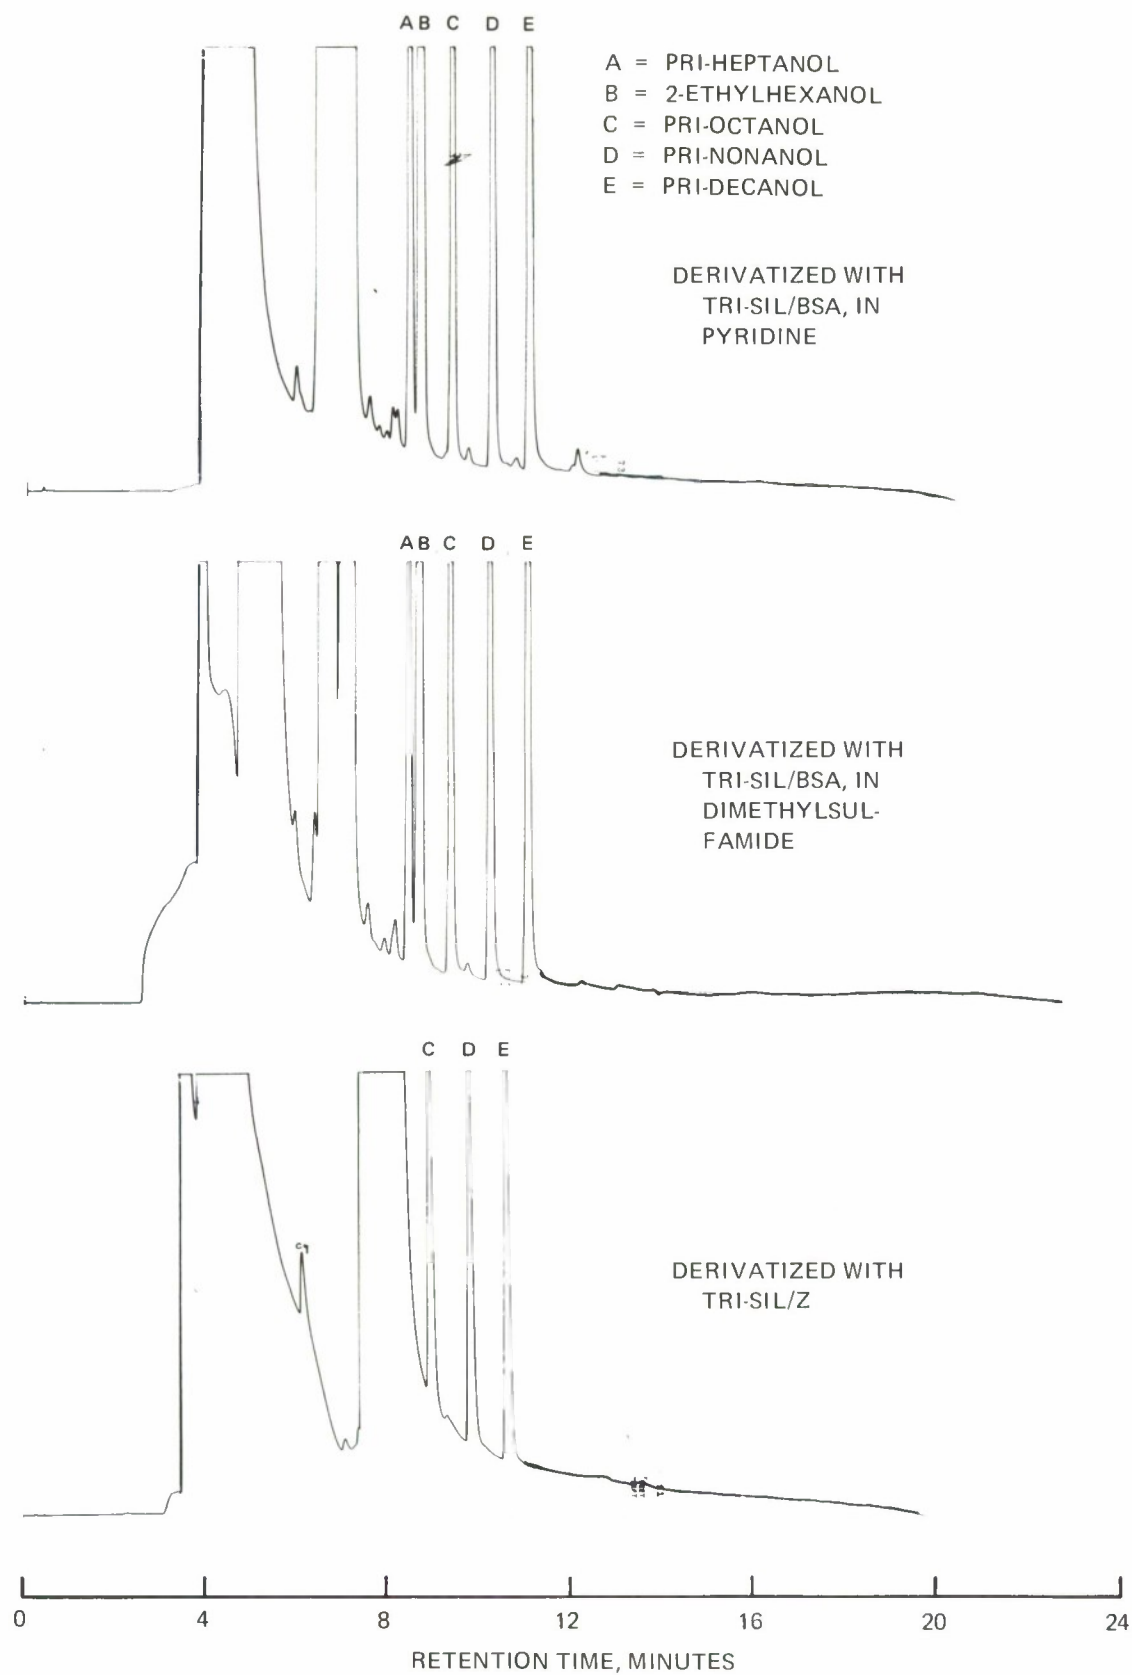 A B C D E
A = PRI-HEPTANOL
B = 2-ETHYLHEXANOL
C = PRI-OCTANOL
D = PRI-NONANOL
E = PRI-DECANOL
DERIVATIZED WITH
TRI-SIL/BSA, IN
PYRIDINE
A B C D E
DERIVATIZED WITH
TRI-SIL/BSA, IN
DIMETHYLSUL-
FAMIDE
C D E
DERIVATIZED WITH
TRI-SIL/Z
0 4 8 12 16 20 24
RETENTION TIME, MINUTES